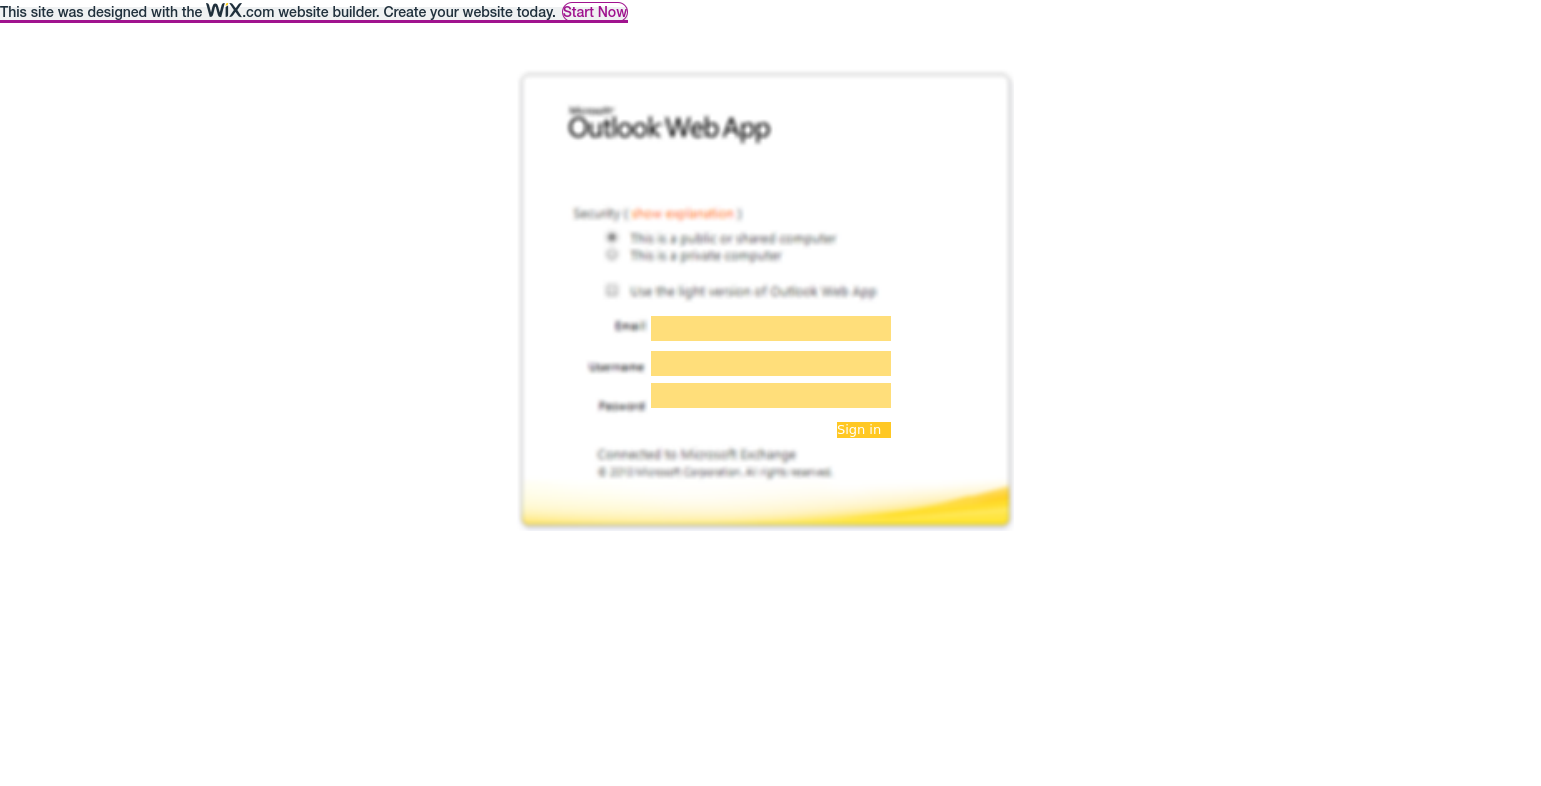 This site was designed with the WiX.com website builder. Create your website today. Start Now
Microsoft
Outlook Web App
Security ( show explanation )
This is a public or shared computer
This is a private computer
Use the light version of Outlook Web App
Email
Username
Pasword
Sign in
Connected to Microsoft Exchange
© 2010 Microsoft Corporation. All rights reserved.